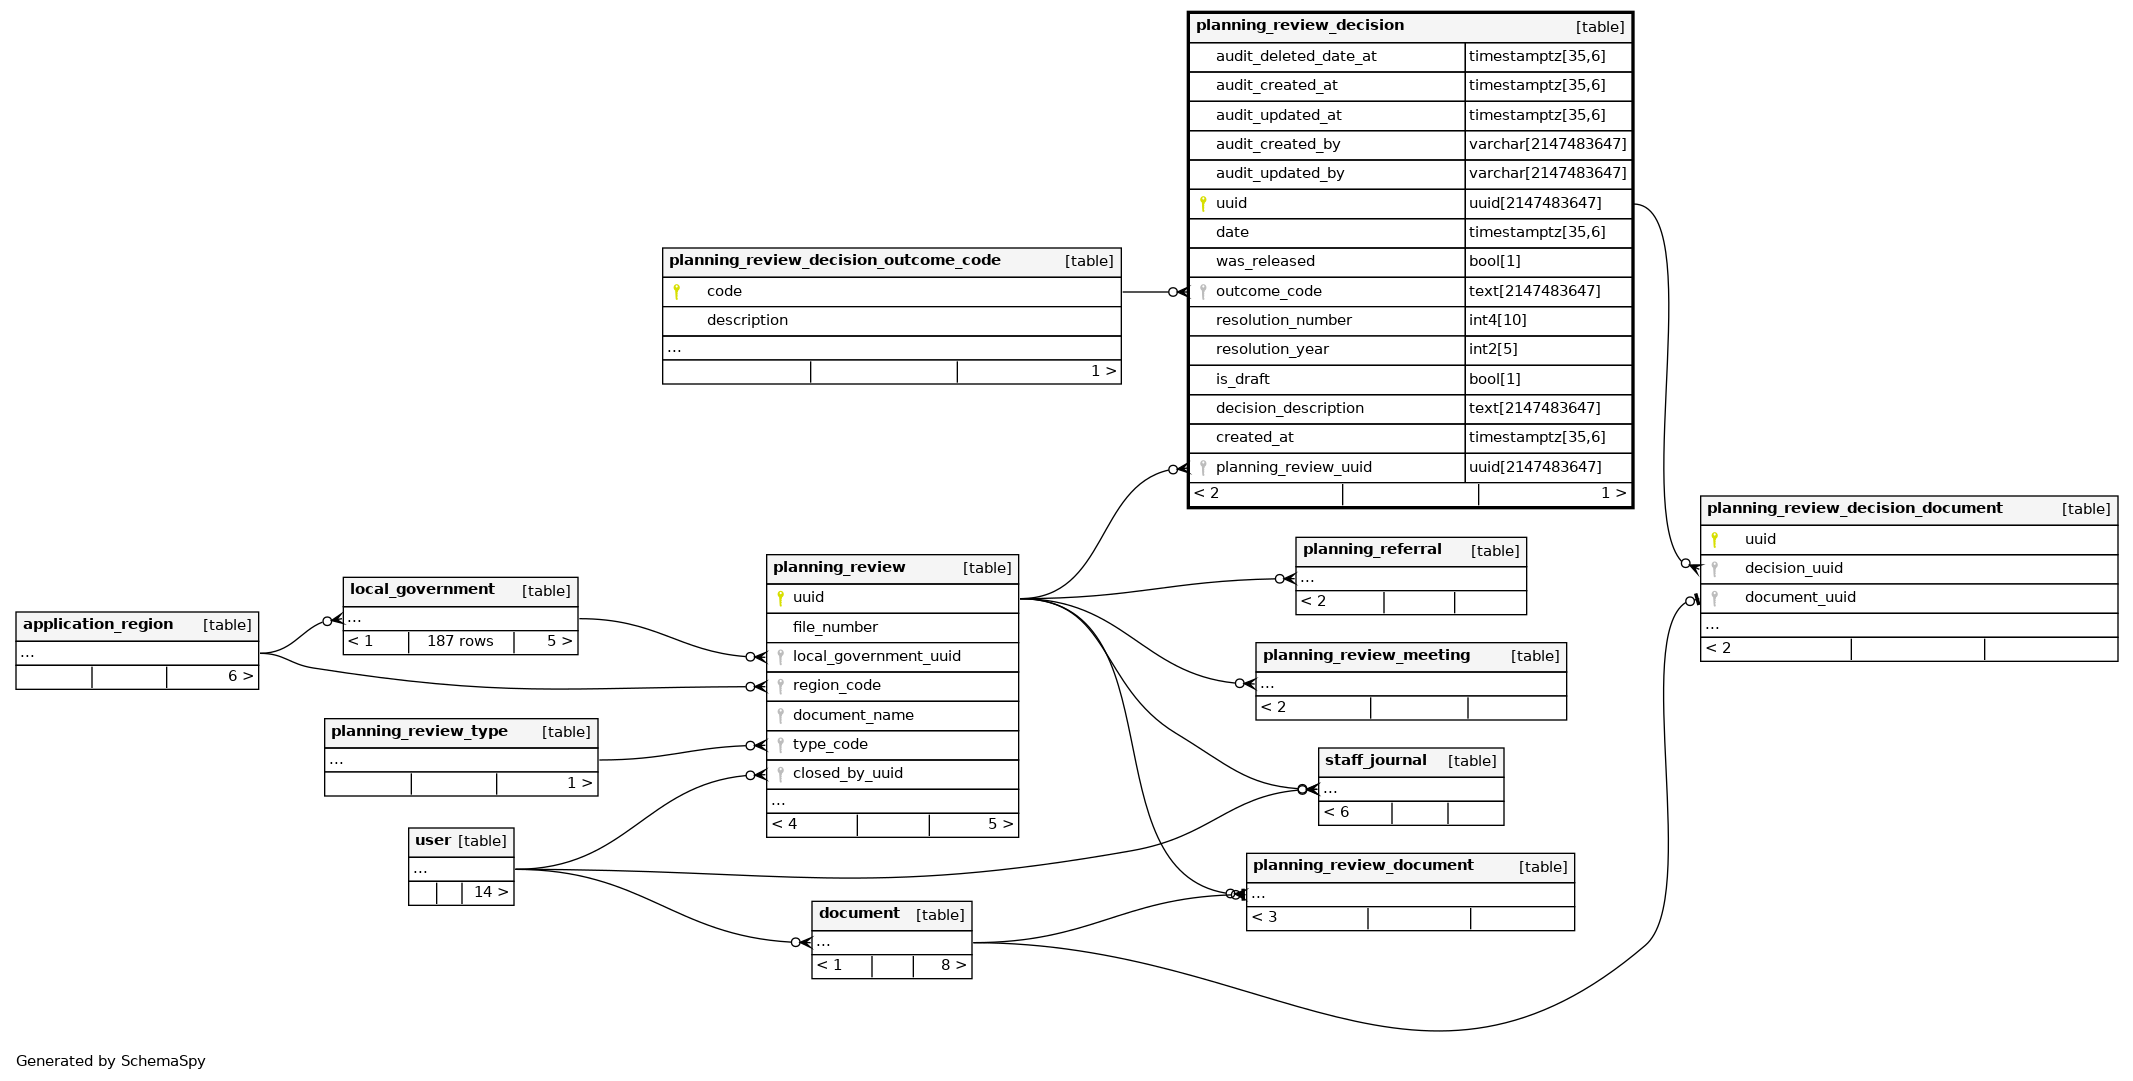 planning_review_decision [table]
audit_deleted_date_at timestamptz[35,6]
audit_created_at timestamptz[35,6]
audit_updated_at timestamptz[35,6]
audit_created_by varchar[2147483647]
audit_updated_by varchar[2147483647]
uuid uuid[2147483647]
date timestamptz[35,6]
was_released bool[1]
outcome_code text[2147483647]
resolution_number int4[10]
resolution_year int2[5]
is_draft bool[1]
decision_description text[2147483647]
created_at timestamptz[35,6]
planning_review_uuid uuid[2147483647]
< 2 1 >
planning_review_decision_outcome_code [table]
code
description
...
1 >
planning_review_decision_document [table]
uuid
decision_uuid
document_uuid
...
< 2
planning_review [table]
uuid
file_number
local_government_uuid
region_code
document_name
type_code
closed_by_uuid
...
< 4 5 >
planning_referral [table]
...
< 2
local_government [table]
...
< 1 187 rows 5 >
application_region [table]
...
6 >
planning_review_meeting [table]
...
< 2
planning_review_type [table]
...
1 >
staff_journal [table]
...
< 6
user [table]
...
14 >
planning_review_document [table]
...
< 3
document [table]
...
< 1 8 >
Generated by SchemaSpy